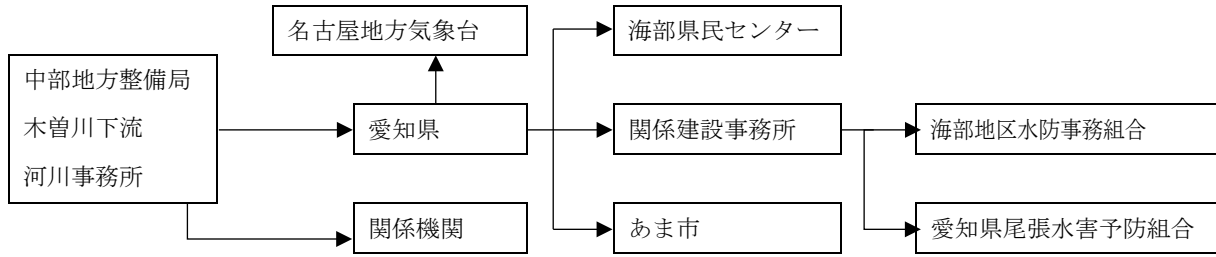 名古屋地方気象台
海部県民センター
中部地方整備局
木曽川下流
河川事務所
愛知県
関係建設事務所
海部地区水防事務組合
関係機関
あま市
愛知県尾張水害予防組合